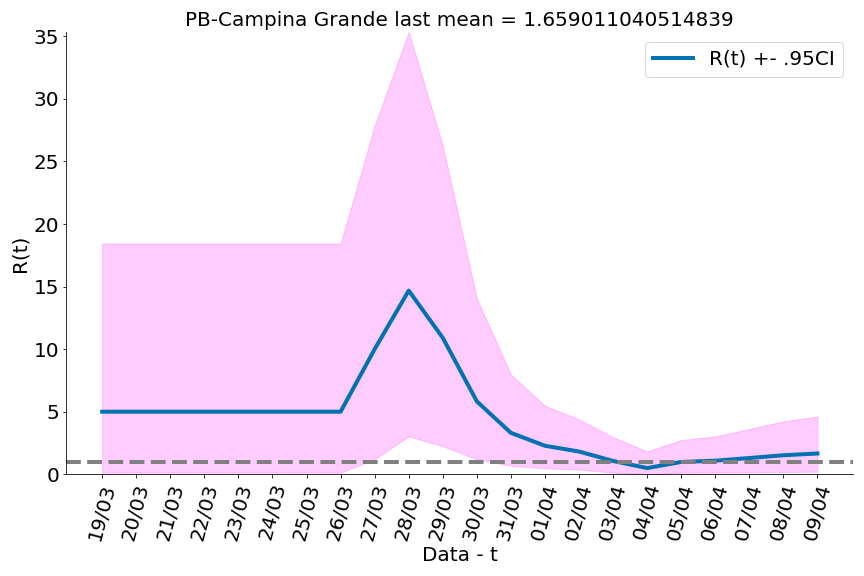 PB-Campina Grande last mean = 1.659011040514839
R(t) +- .95CI
35
30
25
20
15
10
5
0
R(t)
19/03 20/03 21/03 22/03 23/03 24/03 25/03 26/03 27/03 28/03 29/03 30/03 31/03 01/04 02/04 03/04 04/04 05/04 06/04 07/04 08/04 09/04
Data - t